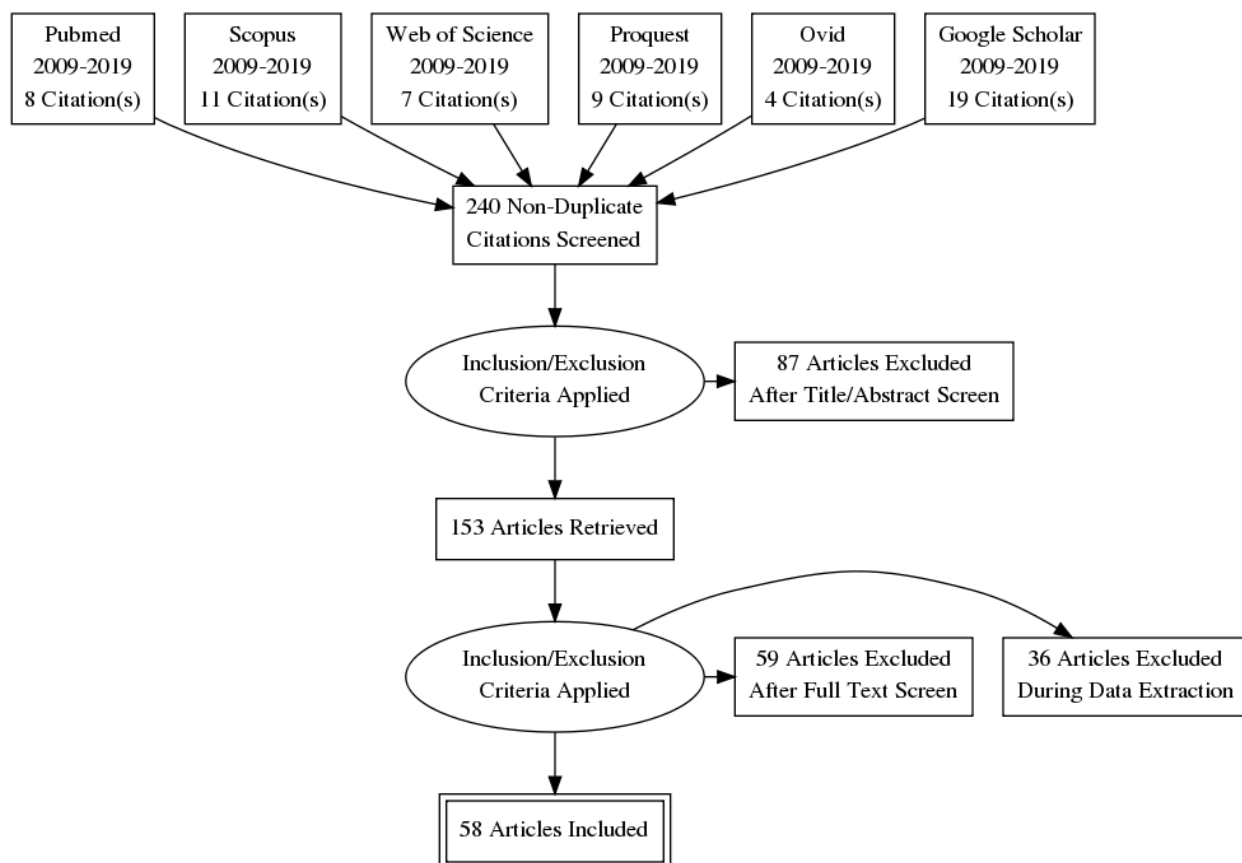 Pubmed
2009-2019
8 Citation(s)
Scopus
2009-2019
11 Citation(s)
Web of Science
2009-2019
7 Citation(s)
Proquest
2009-2019
9 Citation(s)
Ovid
2009-2019
4 Citation(s)
Google Scholar
2009-2019
19 Citation(s)
240 Non-Duplicate
Citations Screened
Inclusion/Exclusion
Criteria Applied
87 Articles Excluded
After Title/Abstract Screen
153 Articles Retrieved
Inclusion/Exclusion
Criteria Applied
59 Articles Excluded
After Full Text Screen
36 Articles Excluded
During Data Extraction
58 Articles Included